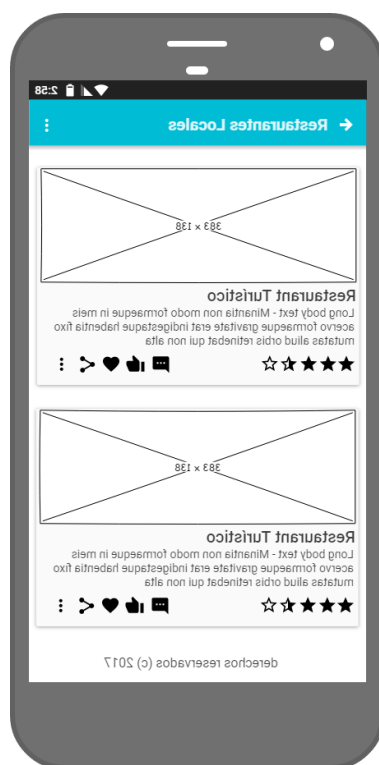 2:58
Restaurantes Locales
383 x 138
Restaurant Turístico
Long body text - Minantia non modo formaemque in meis
acervo formaeque gravitate erat indigestaque habentia fixo
mutatas aliud orbis retinebat qui non alta
383 x 138
Restaurant Turístico
Long body text - Minantia non modo formaemque in meis
acervo formaeque gravitate erat indigestaque habentia fixo
mutatas aliud orbis retinebat qui non alta
derechos reservados (c) 2017